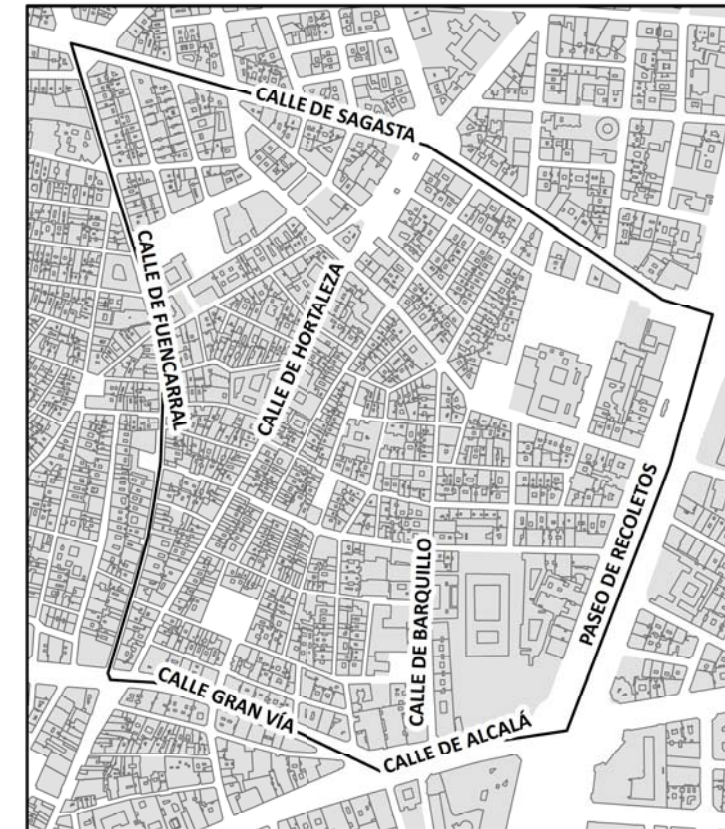 CALLE DE SAGASTA
CALLE DE FUENCARRAL
CALLE DE HORTALEZA
PASEO DE RECOLETOS
CALLE DE BARQUILLO
CALLE GRAN VÍA
CALLE DE ALCALÁ